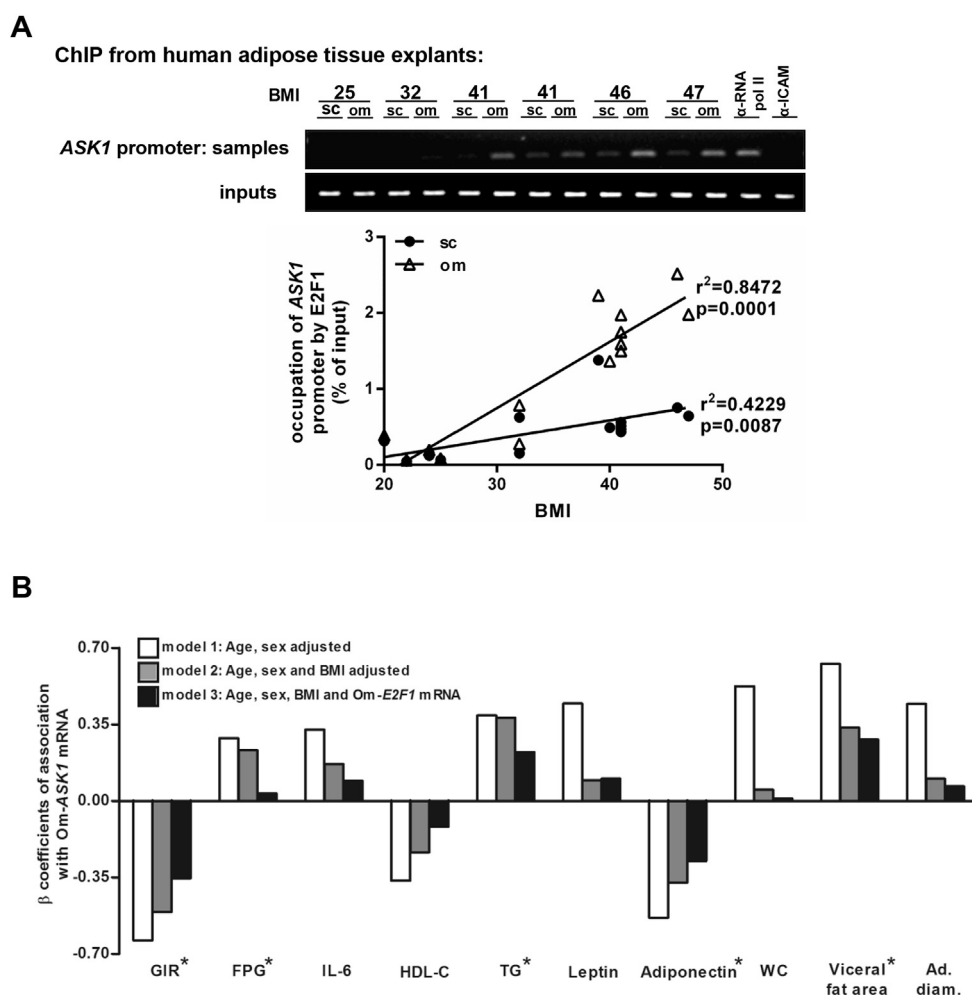 A
ChIP from human adipose tissue explants:
BMI 25 32 41 41 46 47 α-RNA pol II α-ICAM
sc om sc om sc om sc om sc om sc om
ASK1 promoter: samples
inputs
occupation of ASK1
promoter by E2F1
(% of input)
3
2
1
0
sc
om
r²=0.8472
p=0.0001
r²=0.4229
p=0.0087
20 30 40 50
BMI
B
β coefficients of association
with Om-ASK1 mRNA
0.70
0.35
0.00
-0.35
-0.70
model 1: Age, sex adjusted
model 2: Age, sex and BMI adjusted
model 3: Age, sex, BMI and Om-E2F1 mRNA
GIR* FPG* IL-6 HDL-C TG* Leptin Adiponectin* WC Viceral* Ad.
fat area diam.